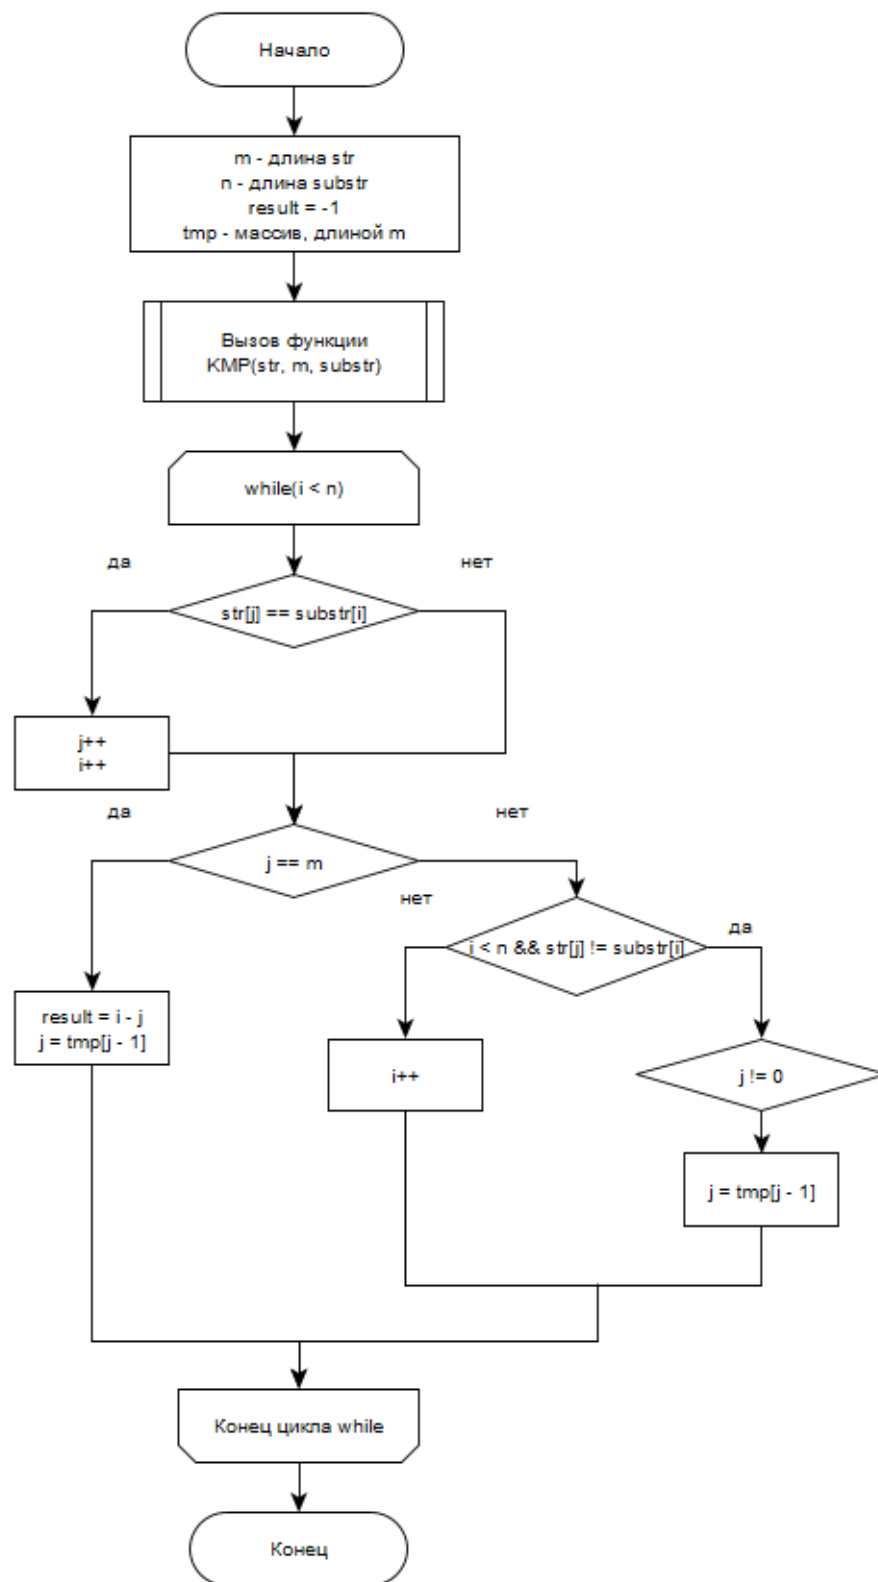 Начало
m - длина str
n - длина substr
result = -1
tmp - массив, длиной m
Вызов функции
KMP(str, m, substr)
while(i < n)
да
нет
str[j] == substr[i]
j++
i++
да
нет
j == m
нет
да
i < n && str[j] != substr[i]
result = i - j
j = tmp[j - 1]
i++
j != 0
j = tmp[j - 1]
Конец цикла while
Конец